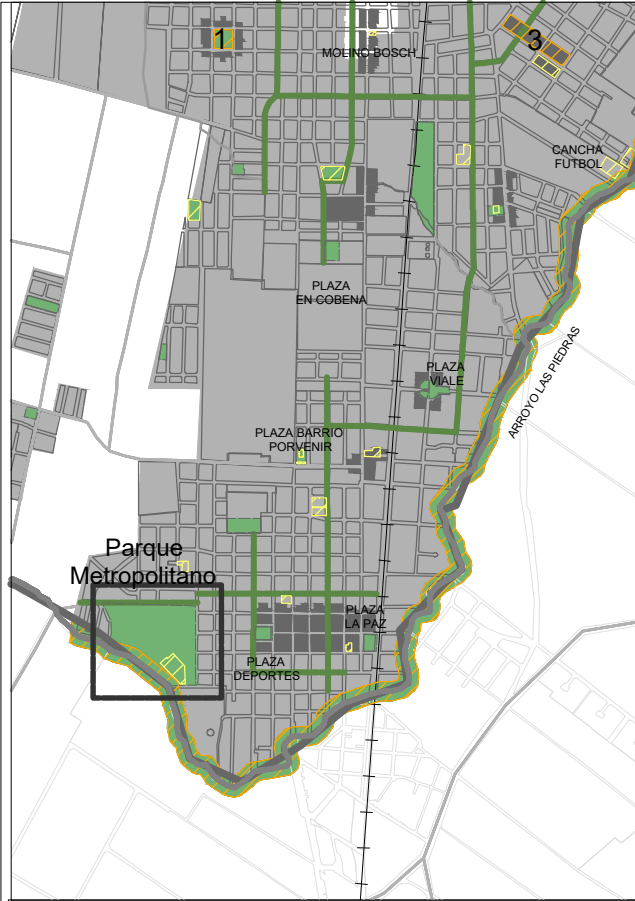 1
3
MOLINO BOSCH
CANCHA
FUTBOL
PLAZA
EN COBENA
ARROYO LAS PIEDRAS
PLAZA
VIALE
PLAZA BARRIO
PORVENIR
Parque
Metropolitano
PLAZA
LA PAZ
PLAZA
DEPORTES